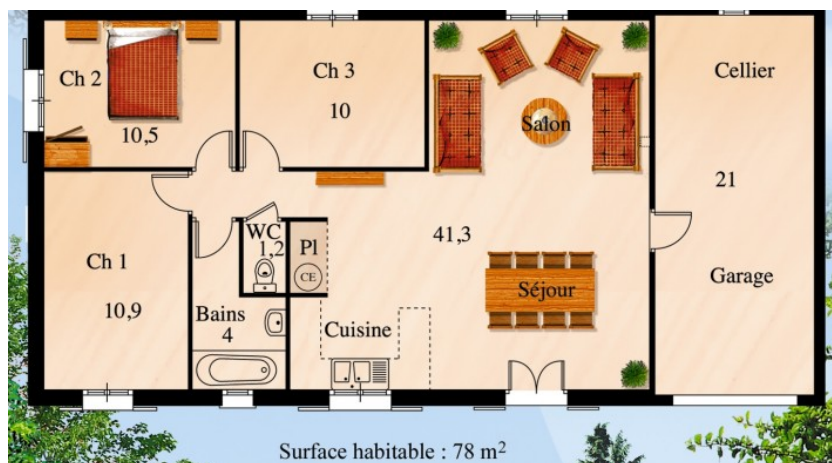 Ch 2
10,5
Ch 3
10
Salon
Cellier
21
Garage
WC
1,2
Pl
CE
41,3
Ch 1
10,9
Bains
4
Cuisine
Séjour
Surface habitable : 78 m²